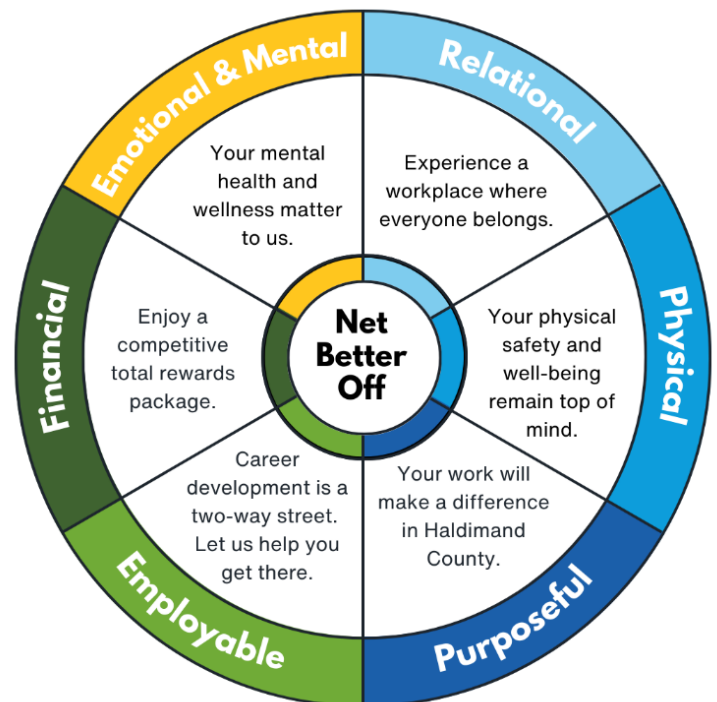 Emotional & Mental
Your mental
health and
wellness matter
to us.
Relational
Experience a
workplace where
everyone belongs.
Physical
Your physical
safety and
well-being
remain top of
mind.
Purposeful
Your work will
make a difference
in Haldimand
County.
Employable
Career
development is a
two-way street.
Let us help you
get there.
Financial
Enjoy a
competitive
total rewards
package.
Net
Better
Off